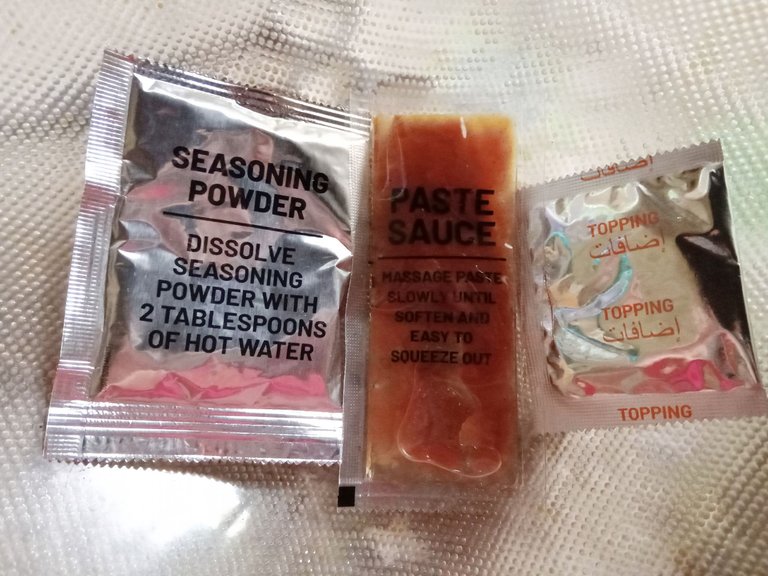 SEASONING
POWDER
DISSOLVE
SEASONING
POWDER WITH
2 TABLESPOONS
OF HOT WATER
PASTE
SAUCE
MASSAGE PASTE
SLOWLY UNTIL
SOFTEN AND
EASY TO
SQUEEZE OUT
إضافات
TOPPING
إضافات
TOPPING
إضافات
TOPPING